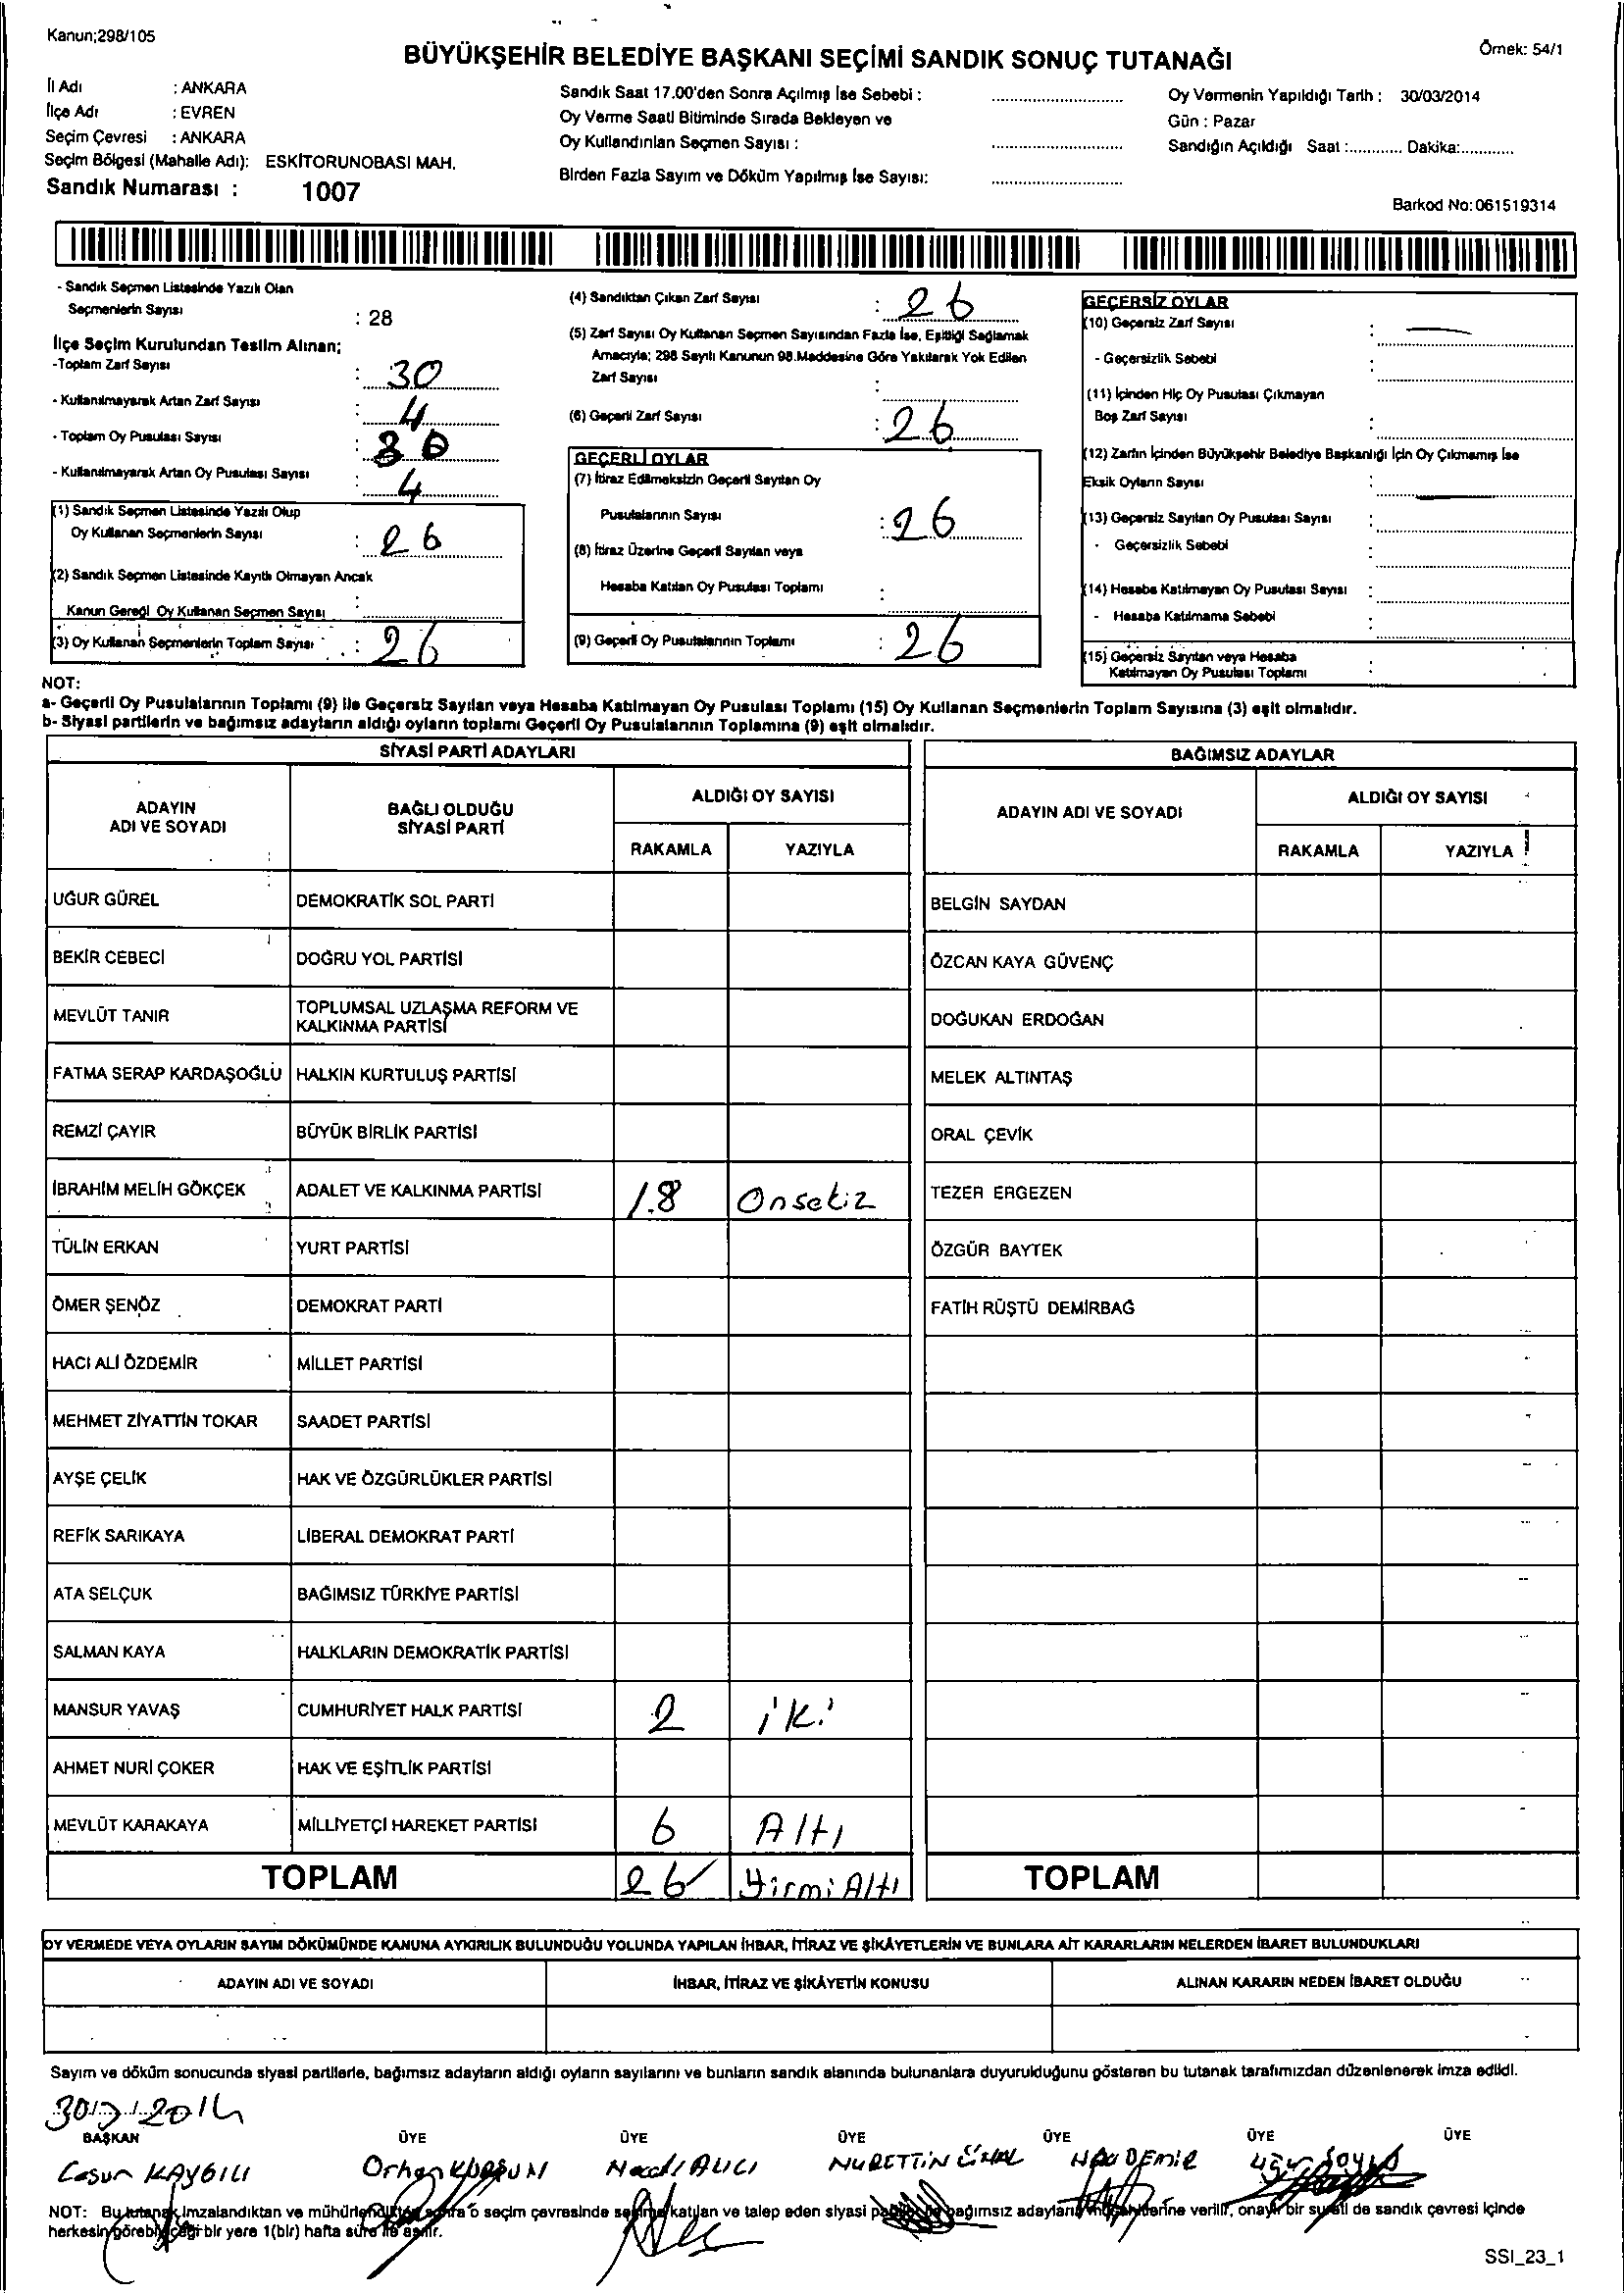 Kanun;298/105
Örnek: 54/1
BÜYÜKŞEHİR BELEDİYE BAŞKANI SEÇİMİ SANDIK SONUÇ TUTANAĞI
İl Adı : ANKARA
İlçe Adı : EVREN
Seçim Çevresi : ANKARA
Seçim Bölgesi (Mahalle Adı): ESKİTORUNOBASI MAH.
Sandık Numarası : 1007
Sandık Saat 17.00'den Sonra Açılmış İse Sebebi :
Oy Verme Saati Bitiminde Sırada Bekleyen ve
Oy Kullandırılan Seçmen Sayısı :
Birden Fazla Sayım ve Döküm Yapılmış İse Sayısı:
Oy Vermenin Yapıldığı Tarih : 30/03/2014
Gün : Pazar
Sandığın Açıldığı Saat :............ Dakika:............
Barkod No:061519314
- Sandık Seçmen Listesinde Yazılı Olan
Seçmenlerin Sayısı : 28
İlçe Seçim Kurulundan Teslim Alınan;
-Toplam Zarf Sayısı : 30
- Kullanılmayarak Artan Zarf Sayısı : 4
- Toplam Oy Pusulası Sayısı : 30
- Kullanılmayarak Artan Oy Pusulası Sayısı : 4
(1) Sandık Seçmen Listesinde Yazılı Olup
Oy Kullanan Seçmenlerin Sayısı : 26
(2) Sandık Seçmen Listesinde Kayıtlı Olmayan Ancak
Kanun Gereği Oy Kullanan Seçmen Sayısı :
(3) Oy Kullanan Seçmenlerin Toplam Sayısı : 26
(4) Sandıktan Çıkan Zarf Sayısı : 26
(5) Zarf Sayısı Oy Kullanan Seçmen Sayısından Fazla İse, Eşitliği Sağlamak
Amacıyla; 298 Sayılı Kanunun 98.Maddesine Göre Yakılarak Yok Edilen
Zarf Sayısı :
(6) Geçerli Zarf Sayısı : 26
GEÇERLİ OYLAR
(7) İtiraz Edilmeksizin Geçerli Sayılan Oy
Pusulalarının Sayısı : 26
(8) İtiraz Üzerine Geçerli Sayılan veya
Hesaba Katılan Oy Pusulası Toplamı :
(9) Geçerli Oy Pusulalarının Toplamı : 26
GEÇERSİZ OYLAR
(10) Geçersiz Zarf Sayısı : —
- Geçersizlik Sebebi :
(11) İçinden Hiç Oy Pusulası Çıkmayan
Boş Zarf Sayısı :
(12) Zarfın İçinden Büyükşehir Belediye Başkanlığı İçin Oy Çıkmamış İse
Eksik Oyların Sayısı : —
(13) Geçersiz Sayılan Oy Pusulası Sayısı :
- Geçersizlik Sebebi :
(14) Hesaba Katılmayan Oy Pusulası Sayısı :
- Hesaba Katılmama Sebebi :
(15) Geçersiz Sayılan veya Hesaba
Katılmayan Oy Pusulası Toplamı :
NOT:
a- Geçerli Oy Pusulalarının Toplamı (9) ile Geçersiz Sayılan veya Hesaba Katılmayan Oy Pusulası Toplamı (15) Oy Kullanan Seçmenlerin Toplam Sayısına (3) eşit olmalıdır.
b- Siyasi partilerin ve bağımsız adayların aldığı oyların toplamı Geçerli Oy Pusulalarının Toplamına (9) eşit olmalıdır.
SİYASİ PARTİ ADAYLARI
ADAYIN ADI VE SOYADI
BAĞLI OLDUĞU SİYASİ PARTİ
ALDIĞI OY SAYISI
RAKAMLA YAZIYLA
UĞUR GÜREL DEMOKRATİK SOL PARTİ
BEKİR CEBECİ DOĞRU YOL PARTİSİ
MEVLÜT TANIR TOPLUMSAL UZLAŞMA REFORM VE KALKINMA PARTİSİ
FATMA SERAP KARDAŞOĞLU HALKIN KURTULUŞ PARTİSİ
REMZİ ÇAYIR BÜYÜK BİRLİK PARTİSİ
İBRAHİM MELİH GÖKÇEK ADALET VE KALKINMA PARTİSİ 18 Onsekiz
TÜLİN ERKAN YURT PARTİSİ
ÖMER ŞENÖZ DEMOKRAT PARTİ
HACI ALİ ÖZDEMİR MİLLET PARTİSİ
MEHMET ZİYATTİN TOKAR SAADET PARTİSİ
AYŞE ÇELİK HAK VE ÖZGÜRLÜKLER PARTİSİ
REFİK SARIKAYA LİBERAL DEMOKRAT PARTİ
ATA SELÇUK BAĞIMSIZ TÜRKİYE PARTİSİ
SALMAN KAYA HALKLARIN DEMOKRATİK PARTİSİ
MANSUR YAVAŞ CUMHURİYET HALK PARTİSİ 2 iki
AHMET NURİ ÇOKER HAK VE EŞİTLİK PARTİSİ
MEVLÜT KARAKAYA MİLLİYETÇİ HAREKET PARTİSİ 6 Altı
TOPLAM 26 Yirmi Altı
BAĞIMSIZ ADAYLAR
ADAYIN ADI VE SOYADI
ALDIĞI OY SAYISI
RAKAMLA YAZIYLA
BELGİN SAYDAN
ÖZCAN KAYA GÜVENÇ
DOĞUKAN ERDOĞAN
MELEK ALTINTAŞ
ORAL ÇEVİK
TEZER ERGEZEN
ÖZGÜR BAYTEK
FATİH RÜŞTÜ DEMİRBAĞ
TOPLAM
OY VERMEDE VEYA OYLARIN SAYIM DÖKÜMÜNDE KANUNA AYKIRILIK BULUNDUĞU YOLUNDA YAPILAN İHBAR, İTİRAZ VE ŞİKÂYETLERİN VE BUNLARA AİT KARARLARIN NELERDEN İBARET BULUNDUKLARI
ADAYIN ADI VE SOYADI İHBAR, İTİRAZ VE ŞİKÂYETİN KONUSU ALINAN KARARIN NEDEN İBARET OLDUĞU
Sayım ve döküm sonucunda siyasi partilerle, bağımsız adayların aldığı oyların sayılarını ve bunların sandık alanında bulunanlara duyurulduğunu gösteren bu tutanak tarafımızdan düzenlenerek imza edildi.
30/3/2014
BAŞKAN ÜYE ÜYE ÜYE ÜYE ÜYE ÜYE
Cesur KAYGILI Orhan KURŞUN Necdi ALICI NURETTİN DEMİR Uğur
NOT: Bu tutanak imzalandıktan ve mühürlendikten sonra o seçim çevresinde seçime katılan ve talep eden siyasi partiler ile bağımsız adayların müşahitlerine verilir, onaylı bir sureti de sandık çevresi içinde
herkesin görebileceği bir yere 1(bir) hafta süre ile asılır.
SSI_23_1